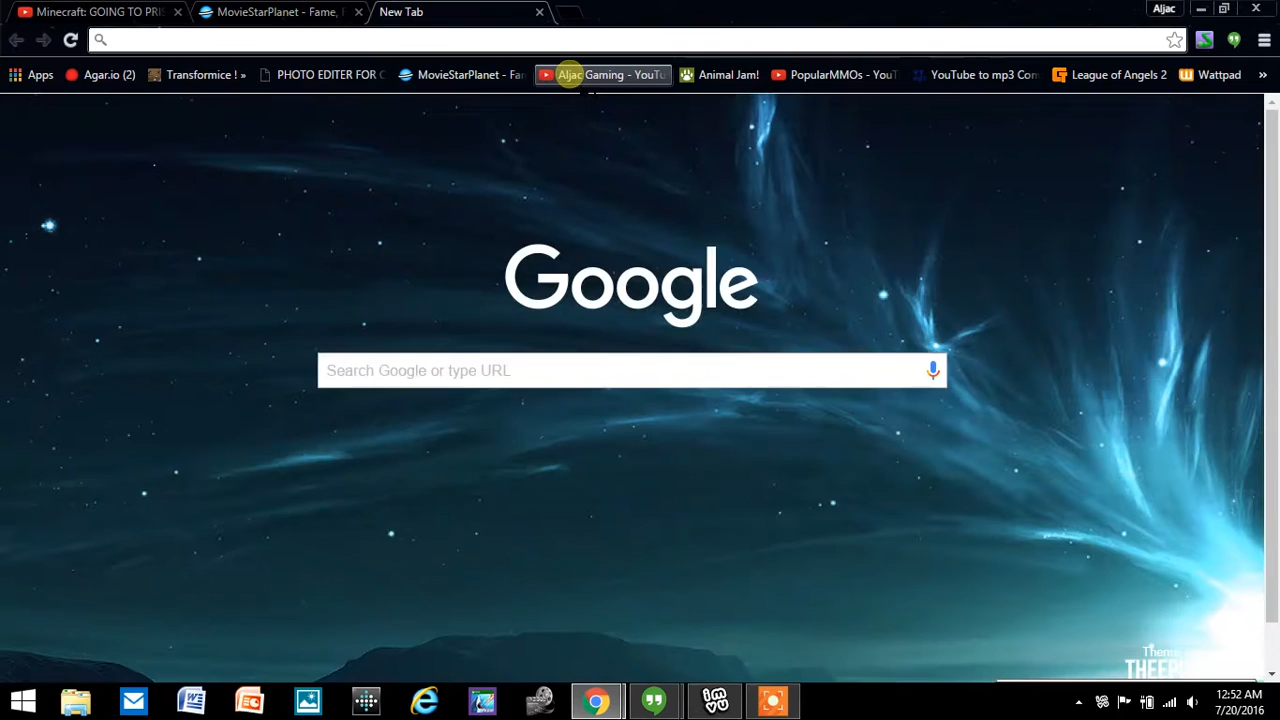 Minecraft: GOING TO PRIS
MovieStarPlanet - Fame, F
New Tab
Aljac
Apps
Agar.io (2)
Transformice ! »
PHOTO EDITER FOR C
MovieStarPlanet - Fam
Aljac Gaming - YouTu
Animal Jam!
PopularMMOs - YouT
YouTube to mp3 Con
League of Angels 2
Wattpad
»
Google
Search Google or type URL
12:52 AM
7/20/2016